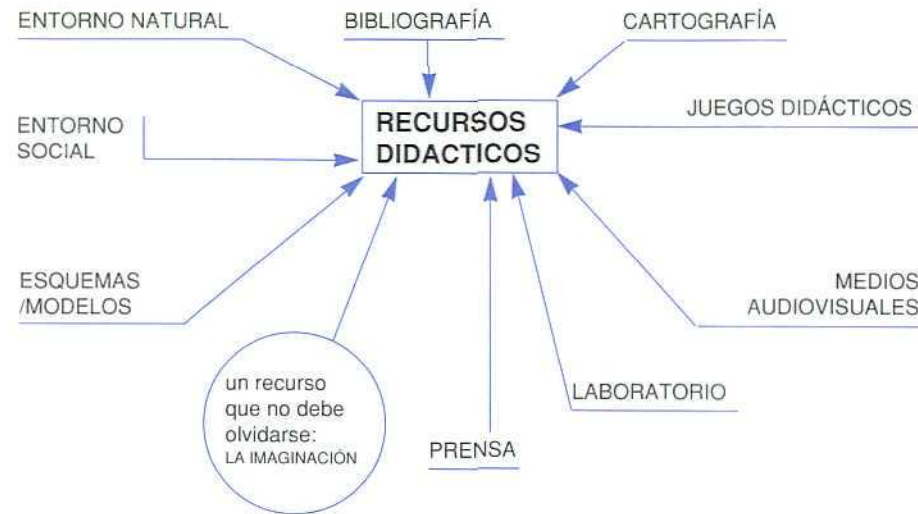 ENTORNO NATURAL
BIBLIOGRAFÍA
CARTOGRAFÍA
RECURSOS
DIDACTICOS
JUEGOS DIDÁCTICOS
ENTORNO
SOCIAL
ESQUEMAS
/MODELOS
MEDIOS
AUDIOVISUALES
un recurso
que no debe
olvidarse:
LA IMAGINACIÓN
LABORATORIO
PRENSA